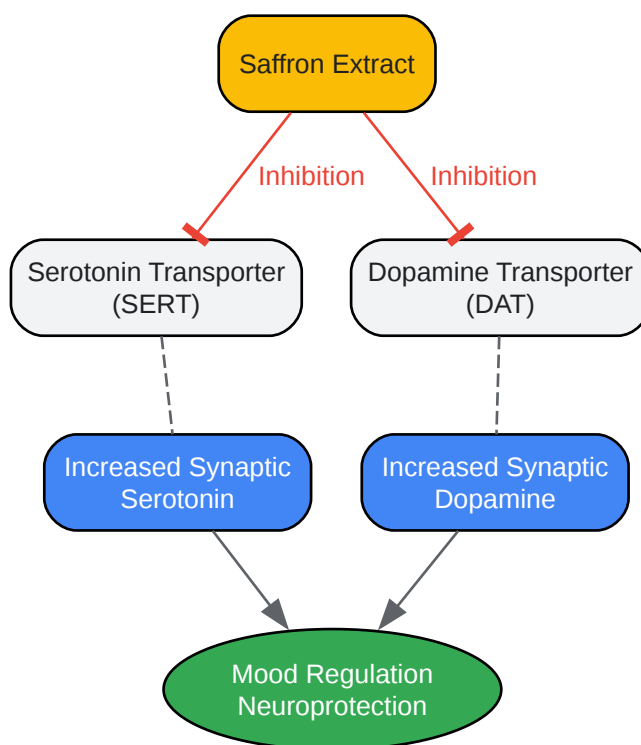 Saffron Extract
Inhibition
Inhibition
Serotonin Transporter
(SERT)
Dopamine Transporter
(DAT)
Increased Synaptic
Serotonin
Increased Synaptic
Dopamine
Mood Regulation
Neuroprotection